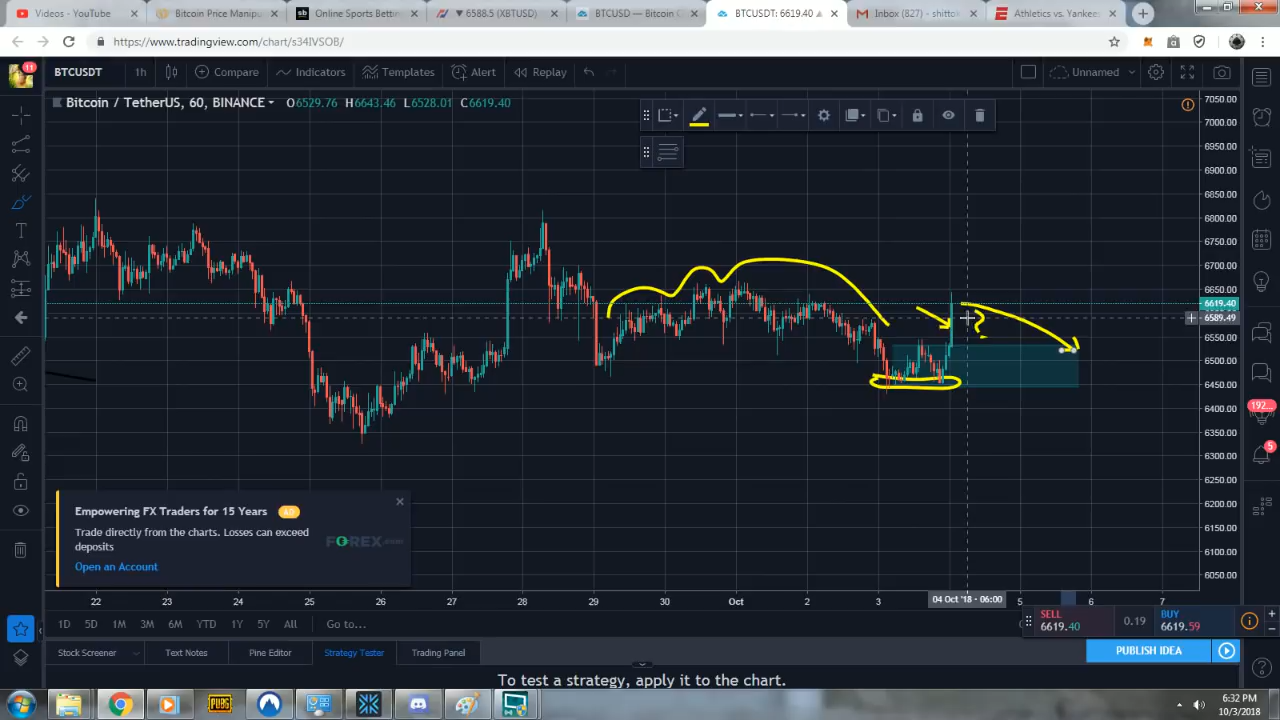 Videos - YouTube
Bitcoin Price Manip
Online Sports Bettin
▼ 6588.5 (XBTUSD)
BTCUSD — Bitcoin C
BTCUSDT: 6619.40 ▲
Inbox (827) - shittok
Athletics vs. Yankees
https://www.tradingview.com/chart/s34IVSOB/
11
BTCUSDT
1h
Compare
Indicators
Templates
Alert
Replay
Unnamed
Bitcoin / TetherUS, 60, BINANCE
O6529.76 H6643.46 L6528.01 C6619.40
7050.00
7000.00
6950.00
6900.00
6850.00
6800.00
6750.00
6700.00
6650.00
6619.40
6589.49
6550.00
6500.00
6450.00
6400.00
6350.00
6300.00
6250.00
6200.00
6150.00
6100.00
6050.00
?
192...
5
Empowering FX Traders for 15 Years
AD
Trade directly from the charts. Losses can exceed
deposits
FOREX.com
Open an Account
22 23 24 25 26 27 28 29 30 Oct 2 3 04 Oct '18 - 06:00 5 6 7
1D 5D 1M 3M 6M YTD 1Y 5Y All Go to...
SELL
6619.40
0.19
BUY
6619.59
Stock Screener
Text Notes
Pine Editor
Strategy Tester
Trading Panel
PUBLISH IDEA
To test a strategy, apply it to the chart.
PUBG
6:32 PM
10/3/2018